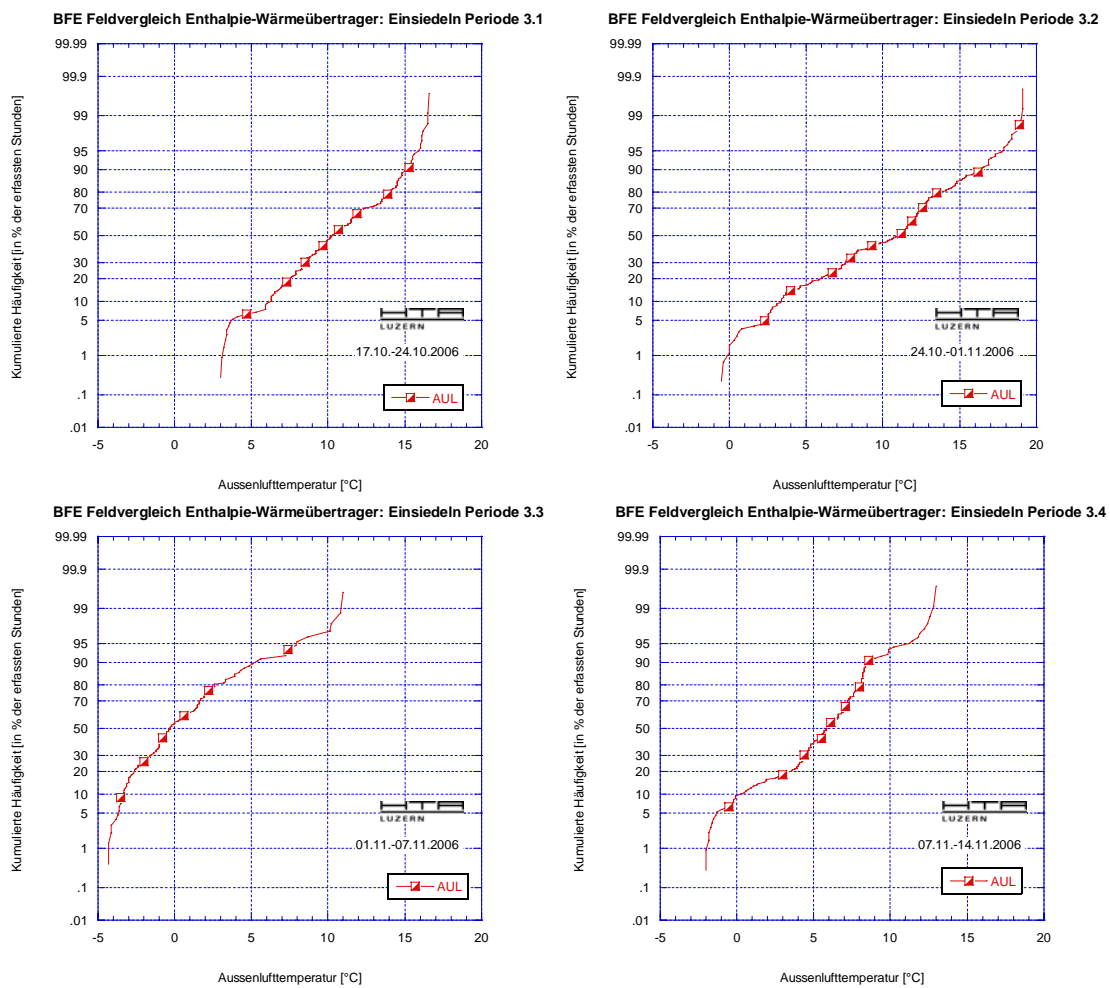 BFE Feldvergleich Enthalpie-Wärmeübertrager: Einsiedeln Periode 3.1
Kumulierte Häufigkeit [in % der erfassten Stunden]
99.99
99.9
99
95
90
80
70
50
30
20
10
5
1
.1
.01
HTA
LUZERN
17.10.-24.10.2006
AUL
-5 0 5 10 15 20
Aussenlufttemperatur [°C]
BFE Feldvergleich Enthalpie-Wärmeübertrager: Einsiedeln Periode 3.2
Kumulierte Häufigkeit [in % der erfassten Stunden]
99.99
99.9
99
95
90
80
70
50
30
20
10
5
1
.1
.01
HTA
LUZERN
24.10.-01.11.2006
AUL
-5 0 5 10 15 20
Aussenlufttemperatur [°C]
BFE Feldvergleich Enthalpie-Wärmeübertrager: Einsiedeln Periode 3.3
Kumulierte Häufigkeit [in % der erfassten Stunden]
99.99
99.9
99
95
90
80
70
50
30
20
10
5
1
.1
.01
HTA
LUZERN
01.11.-07.11.2006
AUL
-5 0 5 10 15 20
Aussenlufttemperatur [°C]
BFE Feldvergleich Enthalpie-Wärmeübertrager: Einsiedeln Periode 3.4
Kumulierte Häufigkeit [in % der erfassten Stunden]
99.99
99.9
99
95
90
80
70
50
30
20
10
5
1
.1
.01
HTA
LUZERN
07.11.-14.11.2006
AUL
-5 0 5 10 15 20
Aussenlufttemperatur [°C]